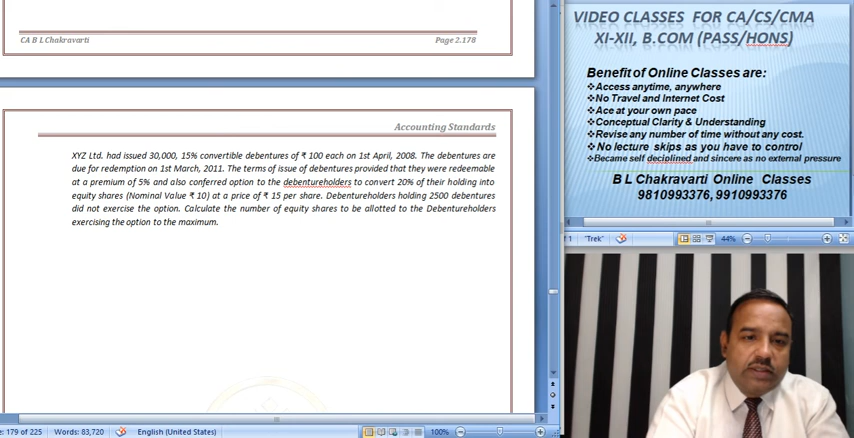 CA B L Chakravarti Page 2.178
Accounting Standards
XYZ Ltd. had issued 30,000, 15% convertible debentures of ₹ 100 each on 1st April, 2008. The debentures are
due for redemption on 1st March, 2011. The terms of issue of debentures provided that they were redeemable
at a premium of 5% and also conferred option to the debentureholders to convert 20% of their holding into
equity shares (Nominal Value ₹ 10) at a price of ₹ 15 per share. Debentureholders holding 2500 debentures
did not exercise the option. Calculate the number of equity shares to be allotted to the Debentureholders
exercising the option to the maximum.
: 179 of 225 Words: 83,720 English (United States) 100%
VIDEO CLASSES FOR CA/CS/CMA
XI-XII, B.COM (PASS/HONS)
Benefit of Online Classes are:
❖Access anytime, anywhere
❖No Travel and Internet Cost
❖Ace at your own pace
❖Conceptual Clarity & Understanding
❖Revise any number of time without any cost.
❖No lecture skips as you have to control
❖Became self deciplined and sincere as no external pressure
B L Chakravarti Online Classes
9810993376, 9910993376
f 1 "Trek" 44%